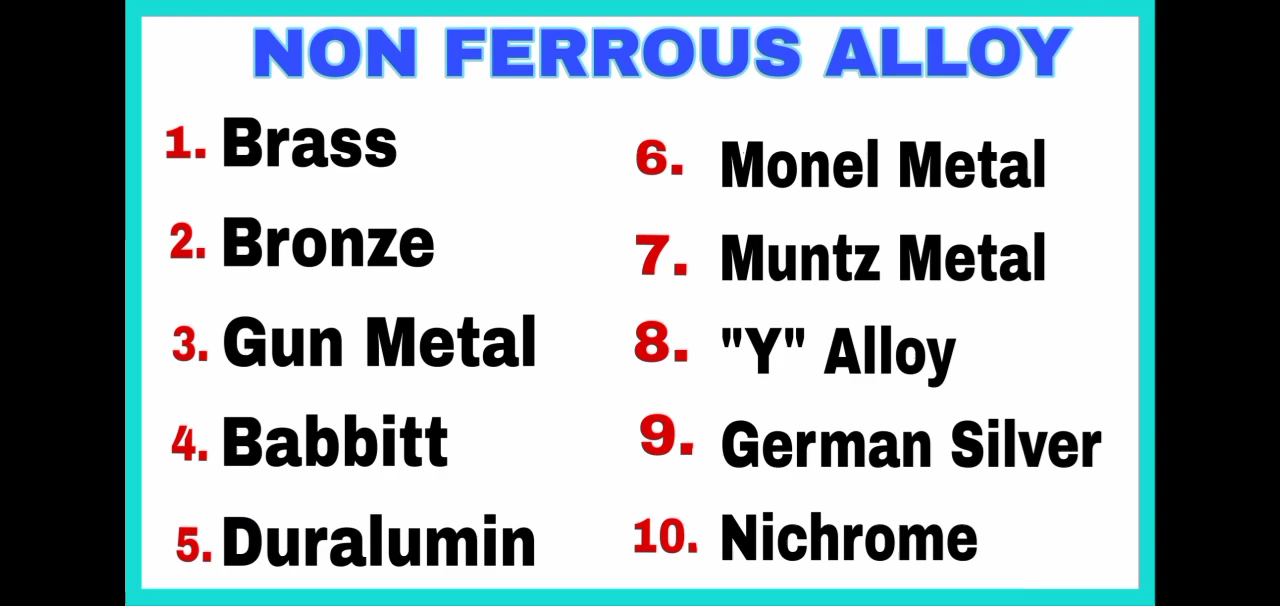 NON FERROUS ALLOY
1. Brass
2. Bronze
3. Gun Metal
4. Babbitt
5. Duralumin
6. Monel Metal
7. Muntz Metal
8. "Y" Alloy
9. German Silver
10. Nichrome